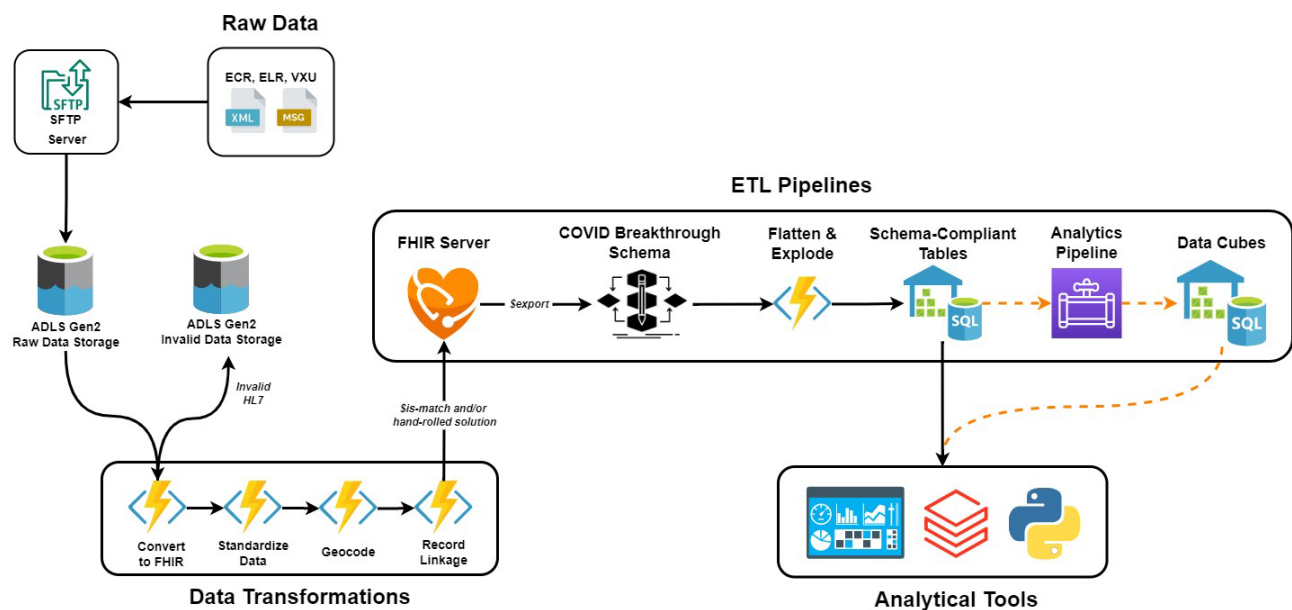 Raw Data
ECR, ELR, VXU
XML
MSG
SFTP
SFTP
Server
ETL Pipelines
FHIR Server
COVID Breakthrough
Schema
Flatten &
Explode
Schema-Compliant
Tables
Analytics
Pipeline
Data Cubes
$export
SQL
SQL
ADLS Gen2
Raw Data Storage
ADLS Gen2
Invalid Data Storage
Invalid
HL7
$is-match and/or
hand-rolled solution
Convert
to FHIR
Standardize
Data
Geocode
Record
Linkage
Data Transformations
Analytical Tools